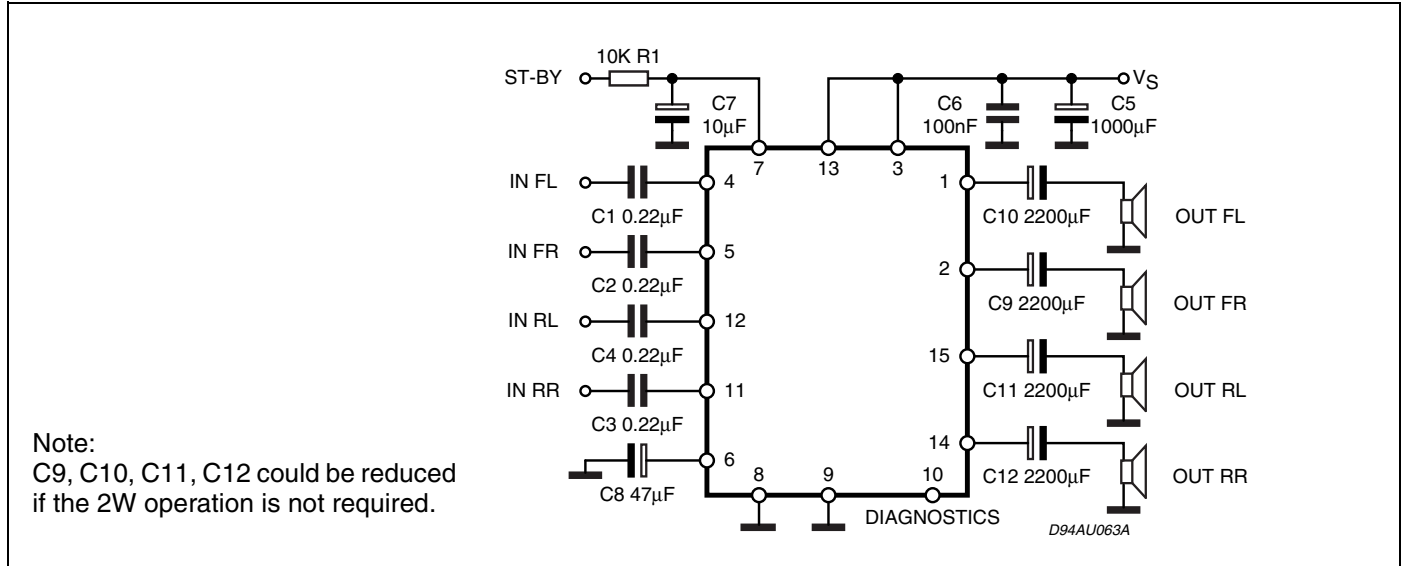 10K R1
ST-BY
C7
10µF
C6
100nF
VS
C5
1000µF
7
13
3
IN FL
4
C1 0.22µF
IN FR
5
C2 0.22µF
IN RL
12
C4 0.22µF
IN RR
11
C3 0.22µF
6
C8 47µF
8
9
10
DIAGNOSTICS
1
C10 2200µF
OUT FL
2
C9 2200µF
OUT FR
15
C11 2200µF
OUT RL
14
C12 2200µF
OUT RR
D94AU063A
Note:
C9, C10, C11, C12 could be reduced
if the 2W operation is not required.